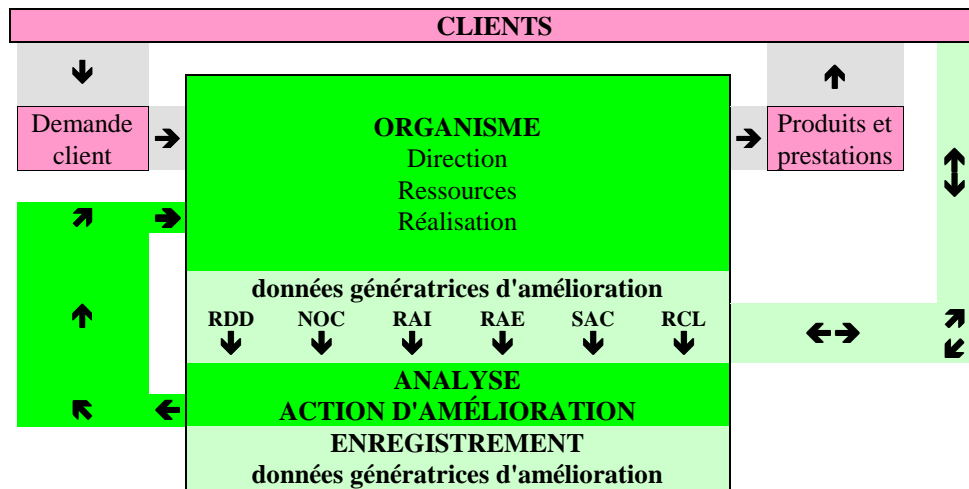 CLIENTS
Demande
client
ORGANISME
Direction
Ressources
Réalisation
Produits et
prestations
données génératrices d'amélioration
RDD NOC RAI RAE SAC RCL
ANALYSE
ACTION D'AMÉLIORATION
ENREGISTREMENT
données génératrices d'amélioration